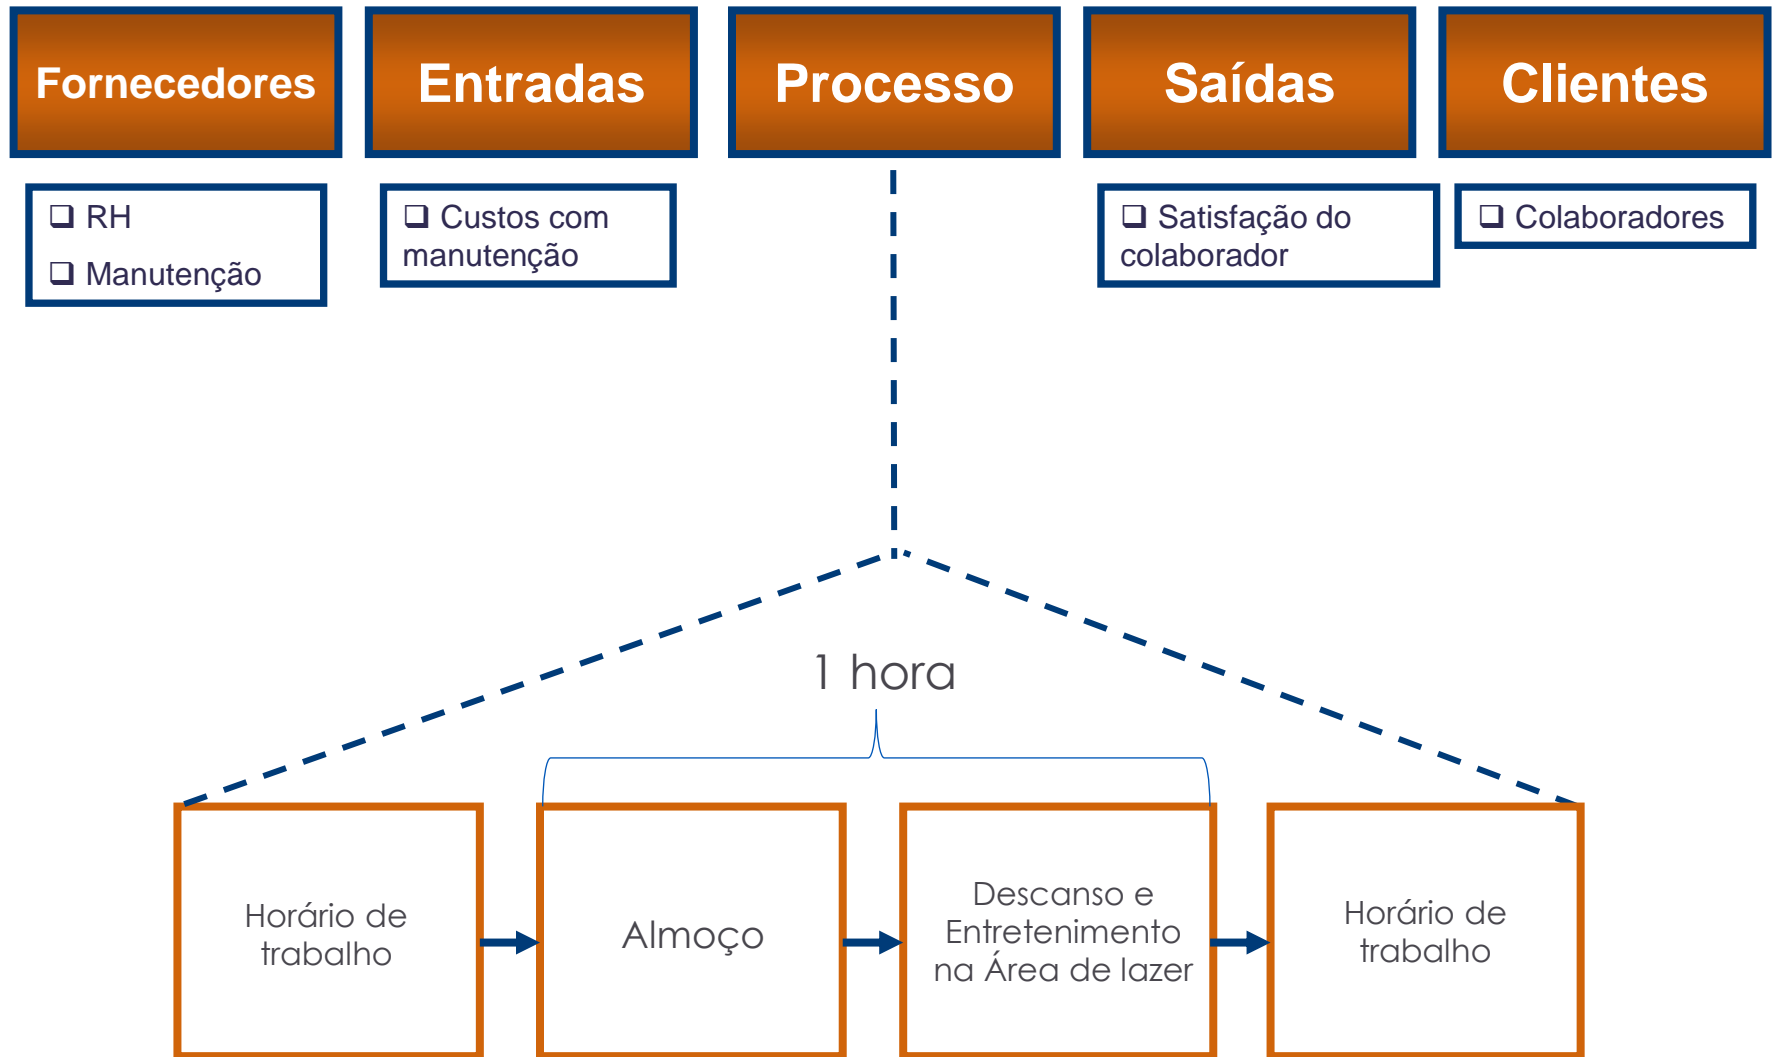 Fornecedores
Entradas
Processo
Saídas
Clientes
❑ RH
❑ Manutenção
❑ Custos com
manutenção
❑ Satisfação do
colaborador
❑ Colaboradores
1 hora
Horário de
trabalho
Almoço
Descanso e
Entretenimento
na Área de lazer
Horário de
trabalho